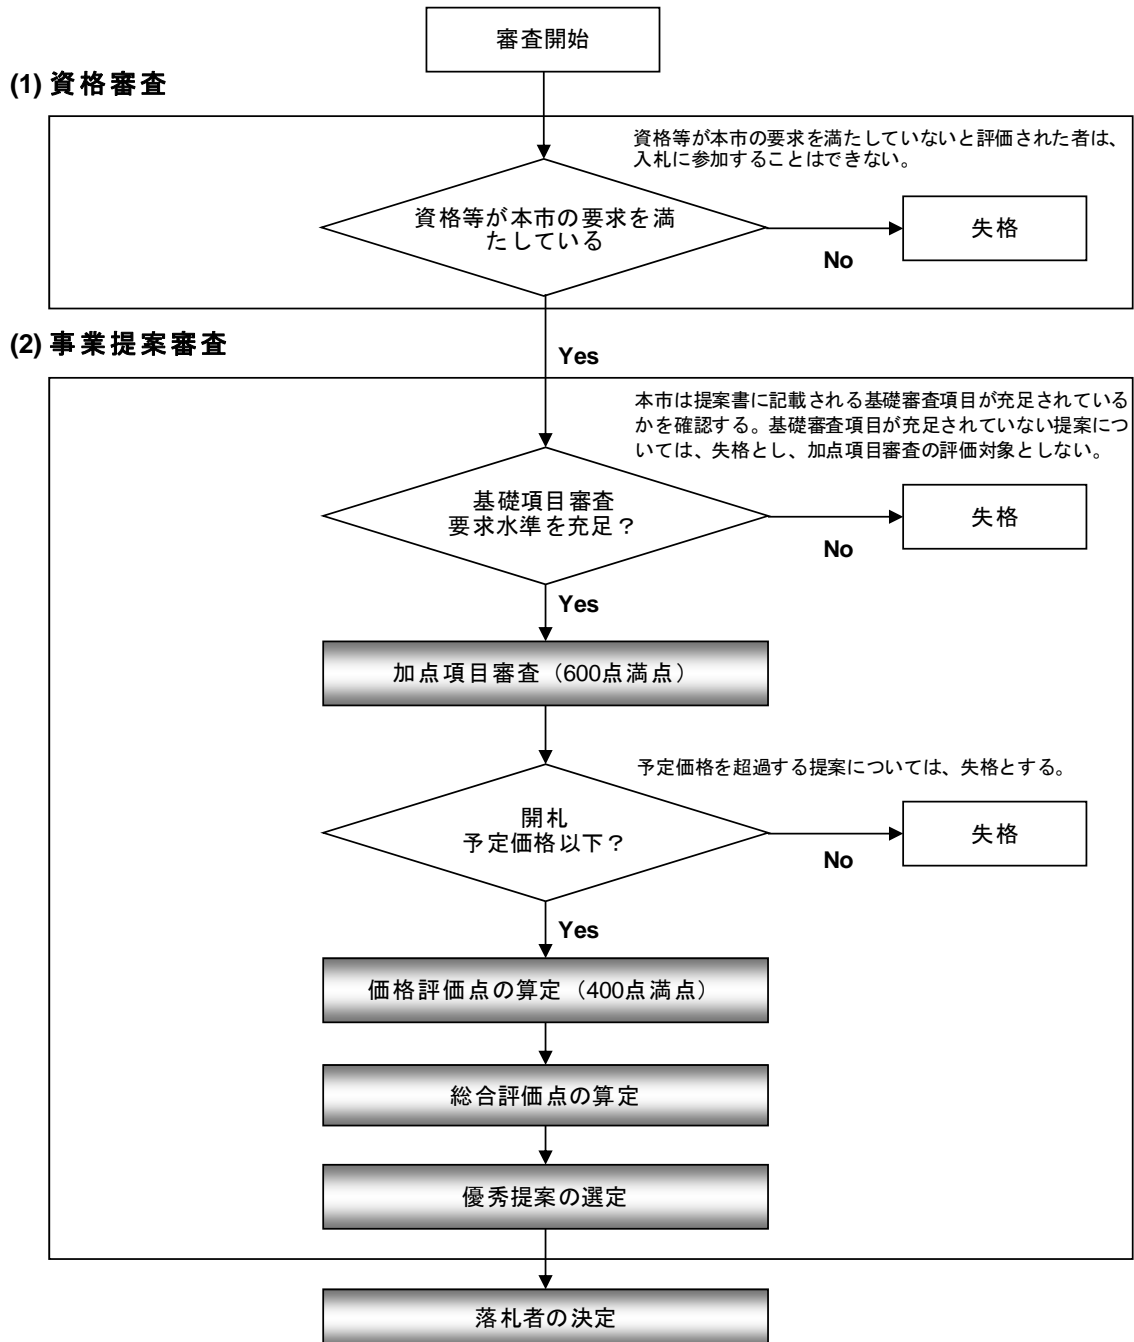 審査開始
(1) 資格審査
資格等が本市の要求を満たしていないと評価された者は、
入札に参加することはできない。
資格等が本市の要求を満
たしている
No
失格
(2) 事業提案審査
Yes
本市は提案書に記載される基礎審査項目が充足されている
かを確認する。基礎審査項目が充足されていない提案につ
いては、失格とし、加点項目審査の評価対象としない。
基礎項目審査
要求水準を充足？
No
失格
Yes
加点項目審査（600点満点）
予定価格を超過する提案については、失格とする。
開札
予定価格以下？
No
失格
Yes
価格評価点の算定（400点満点）
総合評価点の算定
優秀提案の選定
落札者の決定